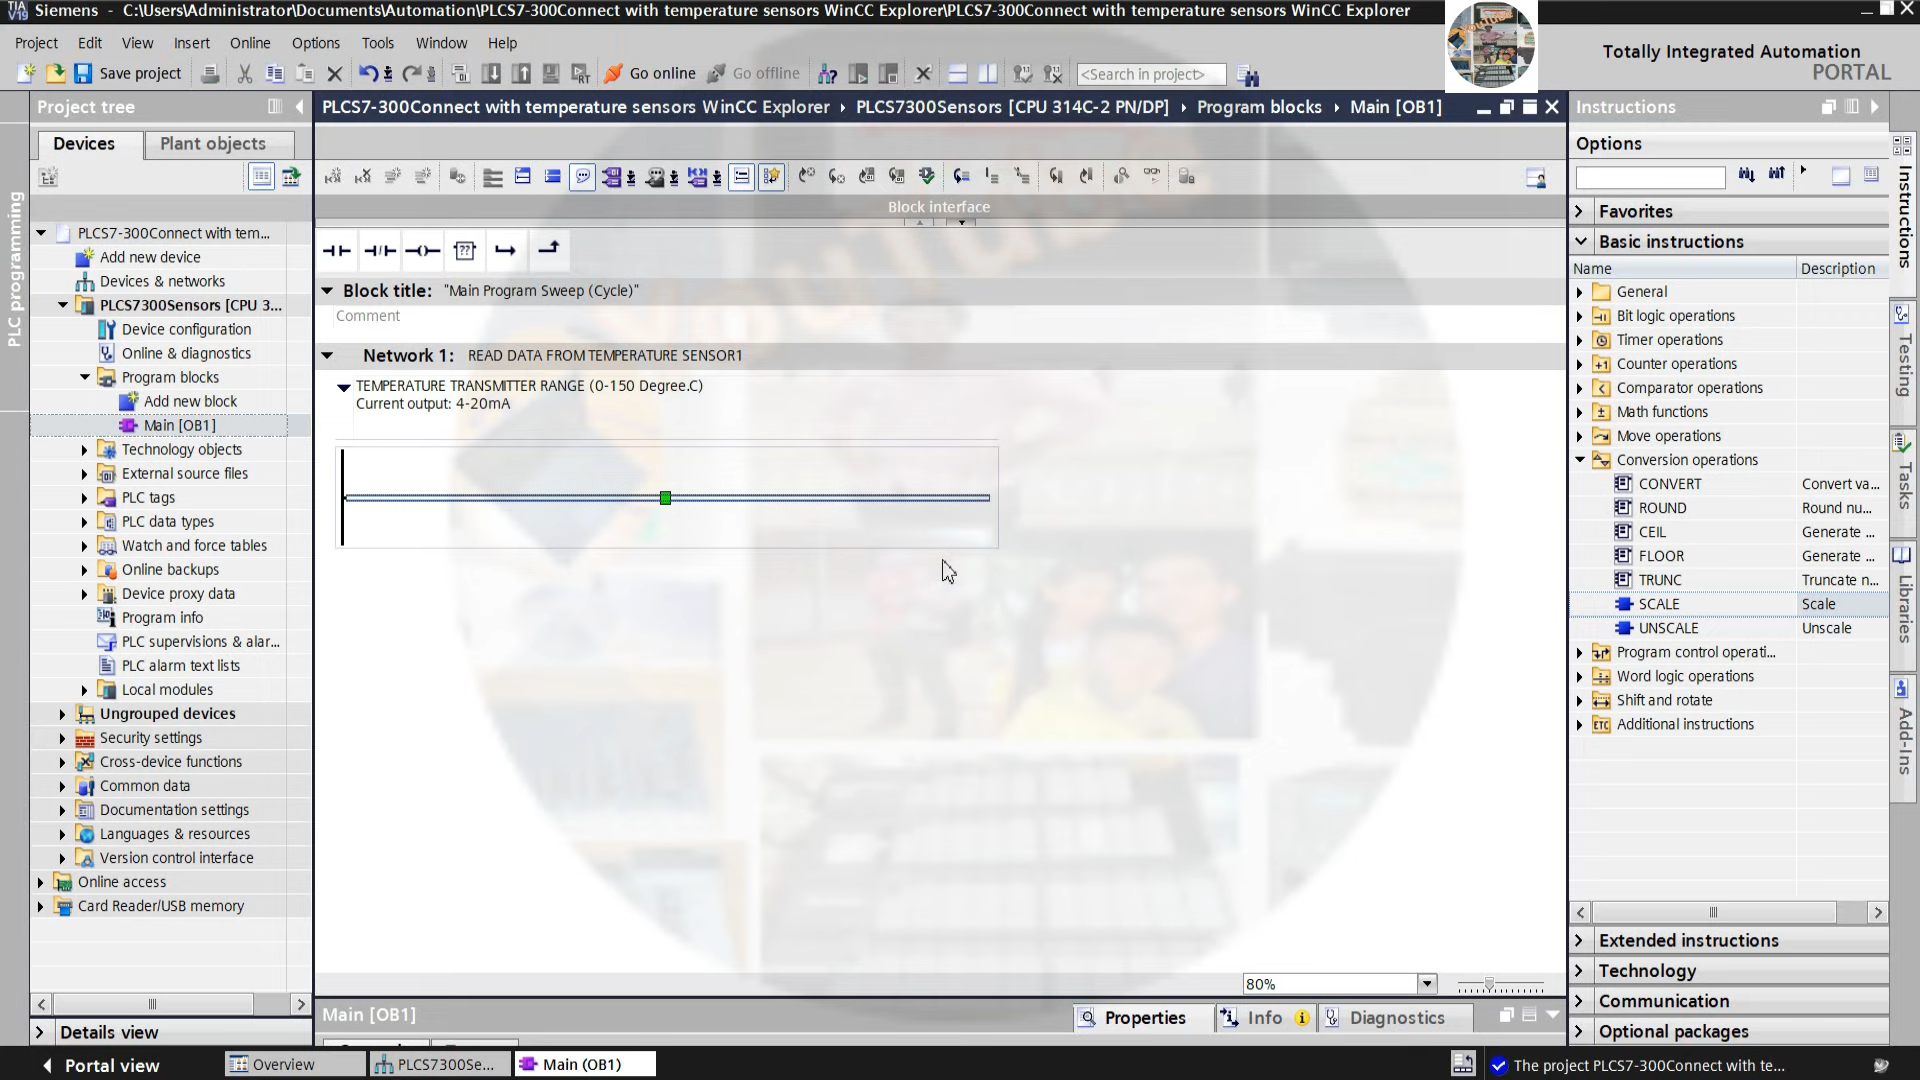 Siemens - C:\Users\Administrator\Documents\Automation\PLCS7-300Connect with temperature sensors WinCC Explorer\PLCS7-300Connect with temperature sensors WinCC Explorer
TIA V19
Project Edit View Insert Online Options Tools Window Help
Totally Integrated Automation
PORTAL
Save project
Go online
Go offline
<Search in project>
Project tree
PLCS7-300Connect with temperature sensors WinCC Explorer › PLCS7300Sensors [CPU 314C-2 PN/DP] › Program blocks › Main [OB1]
Instructions
Devices
Plant objects
Options
Block interface
PLC programming
PLCS7-300Connect with tem...
Add new device
Devices & networks
PLCS7300Sensors [CPU 3...
Device configuration
Online & diagnostics
Program blocks
Add new block
Main [OB1]
Technology objects
External source files
PLC tags
PLC data types
Watch and force tables
Online backups
Device proxy data
Program info
PLC supervisions & alar...
PLC alarm text lists
Local modules
Ungrouped devices
Security settings
Cross-device functions
Common data
Documentation settings
Languages & resources
Version control interface
Online access
Card Reader/USB memory
Details view
??
Block title: "Main Program Sweep (Cycle)"
Comment
Network 1: READ DATA FROM TEMPERATURE SENSOR1
TEMPERATURE TRANSMITTER RANGE (0-150 Degree.C)
Current output: 4-20mA
80%
Main [OB1]
Properties
Info
Diagnostics
Favorites
Basic instructions
Name Description
General
Bit logic operations
Timer operations
Counter operations
Comparator operations
Math functions
Move operations
Conversion operations
CONVERT Convert va...
ROUND Round nu...
CEIL Generate ...
FLOOR Generate ...
TRUNC Truncate n...
SCALE Scale
UNSCALE Unscale
Program control operati...
Word logic operations
Shift and rotate
Additional instructions
Extended instructions
Technology
Communication
Optional packages
Instructions
Testing
Tasks
Libraries
Add-Ins
Portal view
Overview
PLCS7300Se...
Main (OB1)
The project PLCS7-300Connect with te...